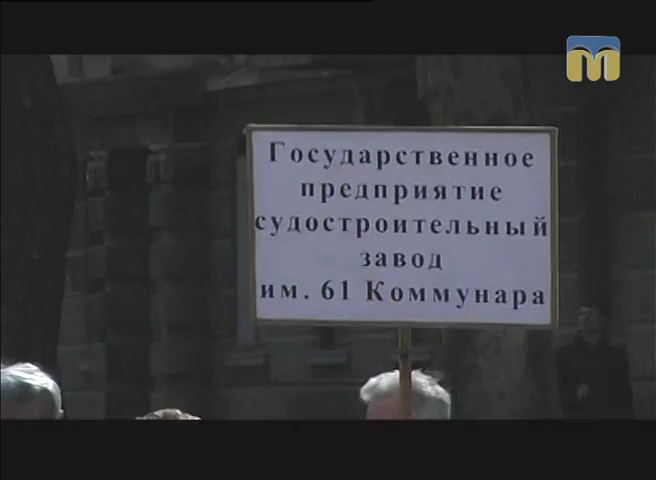 Государственное
предприятие
судостроительный
завод
им. 61 Коммунара